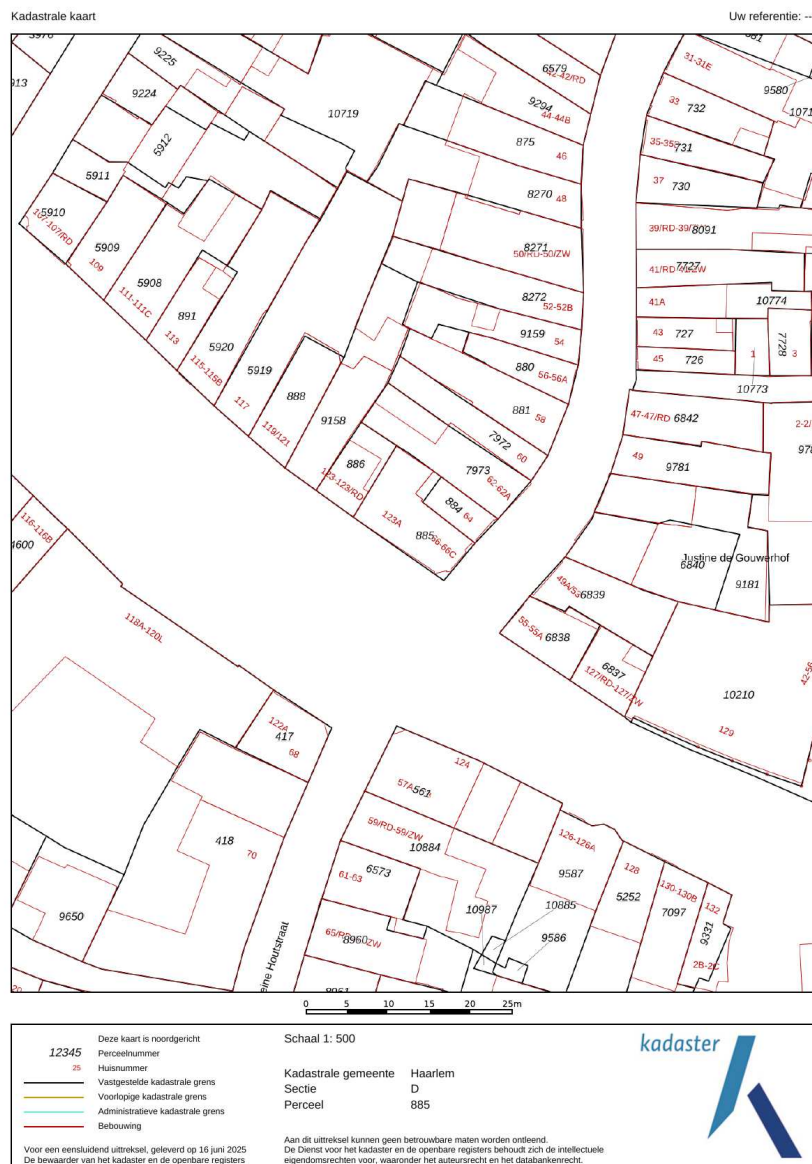 Kadastrale kaart
Uw referentie: --
9225
9224
5912
10719
6579
42-42/RD
9294
44-44B
875
46
8270 48
8271
50/RD-50/ZW
8272
52-52B
9159 54
880 56-56A
881 58
7972 60
7973
62-62A
884 64
885 66-66C
123A
886
123-123/RD
9158
888
119/121
5919
117
5920
115-115B
891
113
5908
111-111C
5909
109
5911
5910
107-107/RD
31-31E
9580
33 732
731
37 730
39/RD-39/
8091
7727
41/RD
41A
10774
43 727
45 726
1
7728
3
10773
47-47/RD 6842
2-2/
49
9781
Justine de Gouwerhof
6840
9181
49A/53
6839
55-55A 6838
6837
127/RD-127/ZW
10210
129
116-116B
4600
118A-120L
122A
417
68
418
70
9650
20
124
57A
561
59/RD-59/ZW
10884
61-63
6573
8960
10987
10885
9586
126-126A
9587
128
5252
130-130B
7097
132
9331
2B-2C
8951
eine Houtstraat
0 5 10 15 20 25m
Deze kaart is noordgericht
12345 Perceelnummer
25 Huisnummer
Vastgestelde kadastrale grens
Voorlopige kadastrale grens
Administratieve kadastrale grens
Bebouwing
Voor een eensluidend uittreksel, geleverd op 16 juni 2025
De bewaarder van het kadaster en de openbare registers
Schaal 1: 500
Kadastrale gemeente Haarlem
Sectie D
Perceel 885
Aan dit uittreksel kunnen geen betrouwbare maten worden ontleend.
De Dienst voor het kadaster en de openbare registers behoudt zich de intellectuele
eigendomsrechten voor, waaronder het auteursrecht en het databankenrecht.
kadaster